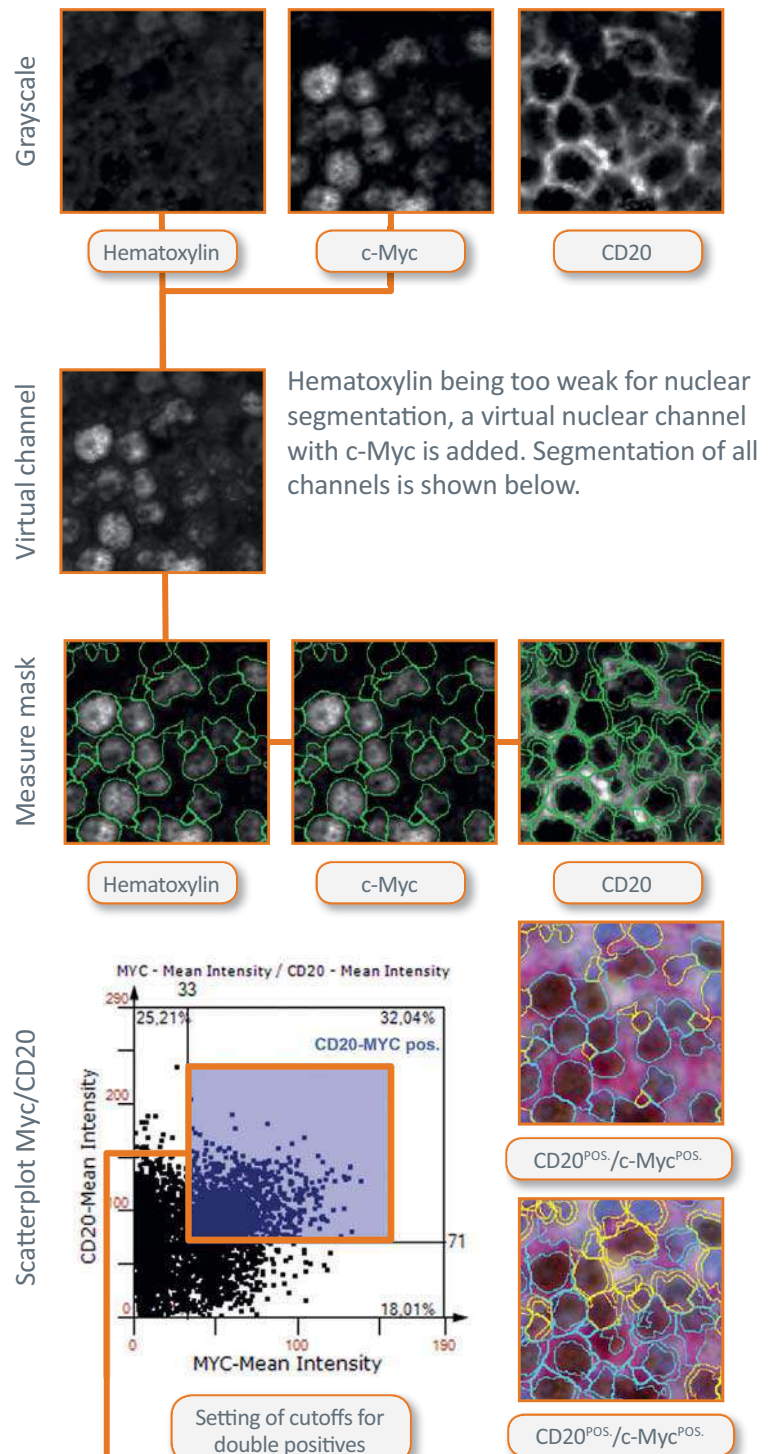 Grayscale
Hematoxylin
c-Myc
CD20
Virtual channel
Hematoxylin being too weak for nuclear
segmentation, a virtual nuclear channel
with c-Myc is added. Segmentation of all
channels is shown below.
Measure mask
Hematoxylin
c-Myc
CD20
Scatterplot Myc/CD20
MYC - Mean Intensity / CD20 - Mean Intensity
33
290
25,21%
32,04%
CD20-MYC pos.
200
CD20-Mean Intensity
100
71
0
18,01%
0
100
190
MYC-Mean Intensity
Setting of cutoffs for
double positives
CD20POS./c-MycPOS.
CD20POS./c-MycPOS.